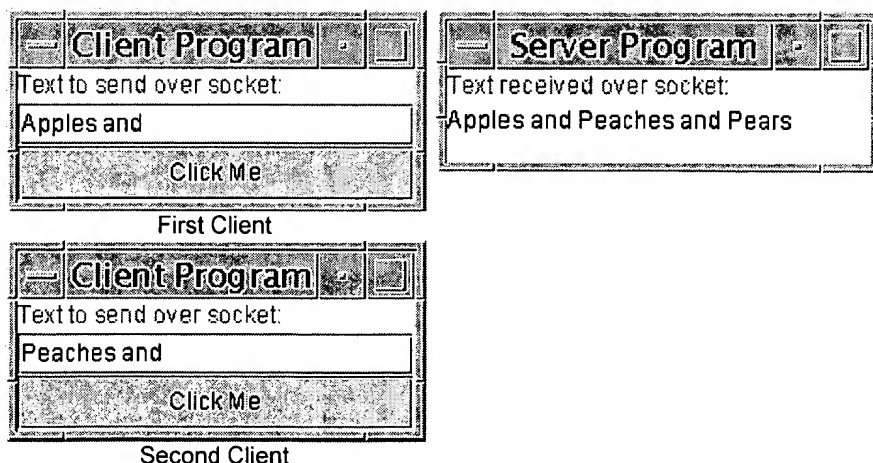 Client Program
Text to send over socket:
Apples and
Click Me
First Client
Server Program
Text received over socket:
Apples and Peaches and Pears
Client Program
Text to send over socket:
Peaches and
Click Me
Second Client